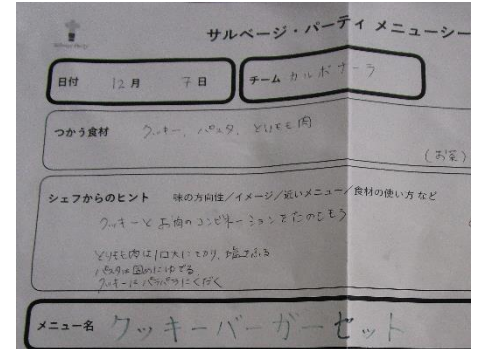 サルベージ・パーティ メニューシー
日付 12月 7日 チーム カルボナーラ
つかう食材 クッキー、パスタ、とりもも肉
(お菜)
シェフからのヒント 味の方向性/イメージ/近いメニュー/食材の使い方 など
クッキーとお肉のコンビネーションをたのしもう
とりもも肉は1口大にきり、塩をふる
パスタは固めにゆでる
クッキーはバラバラにくだく
メニュー名 クッキーバーガーセット